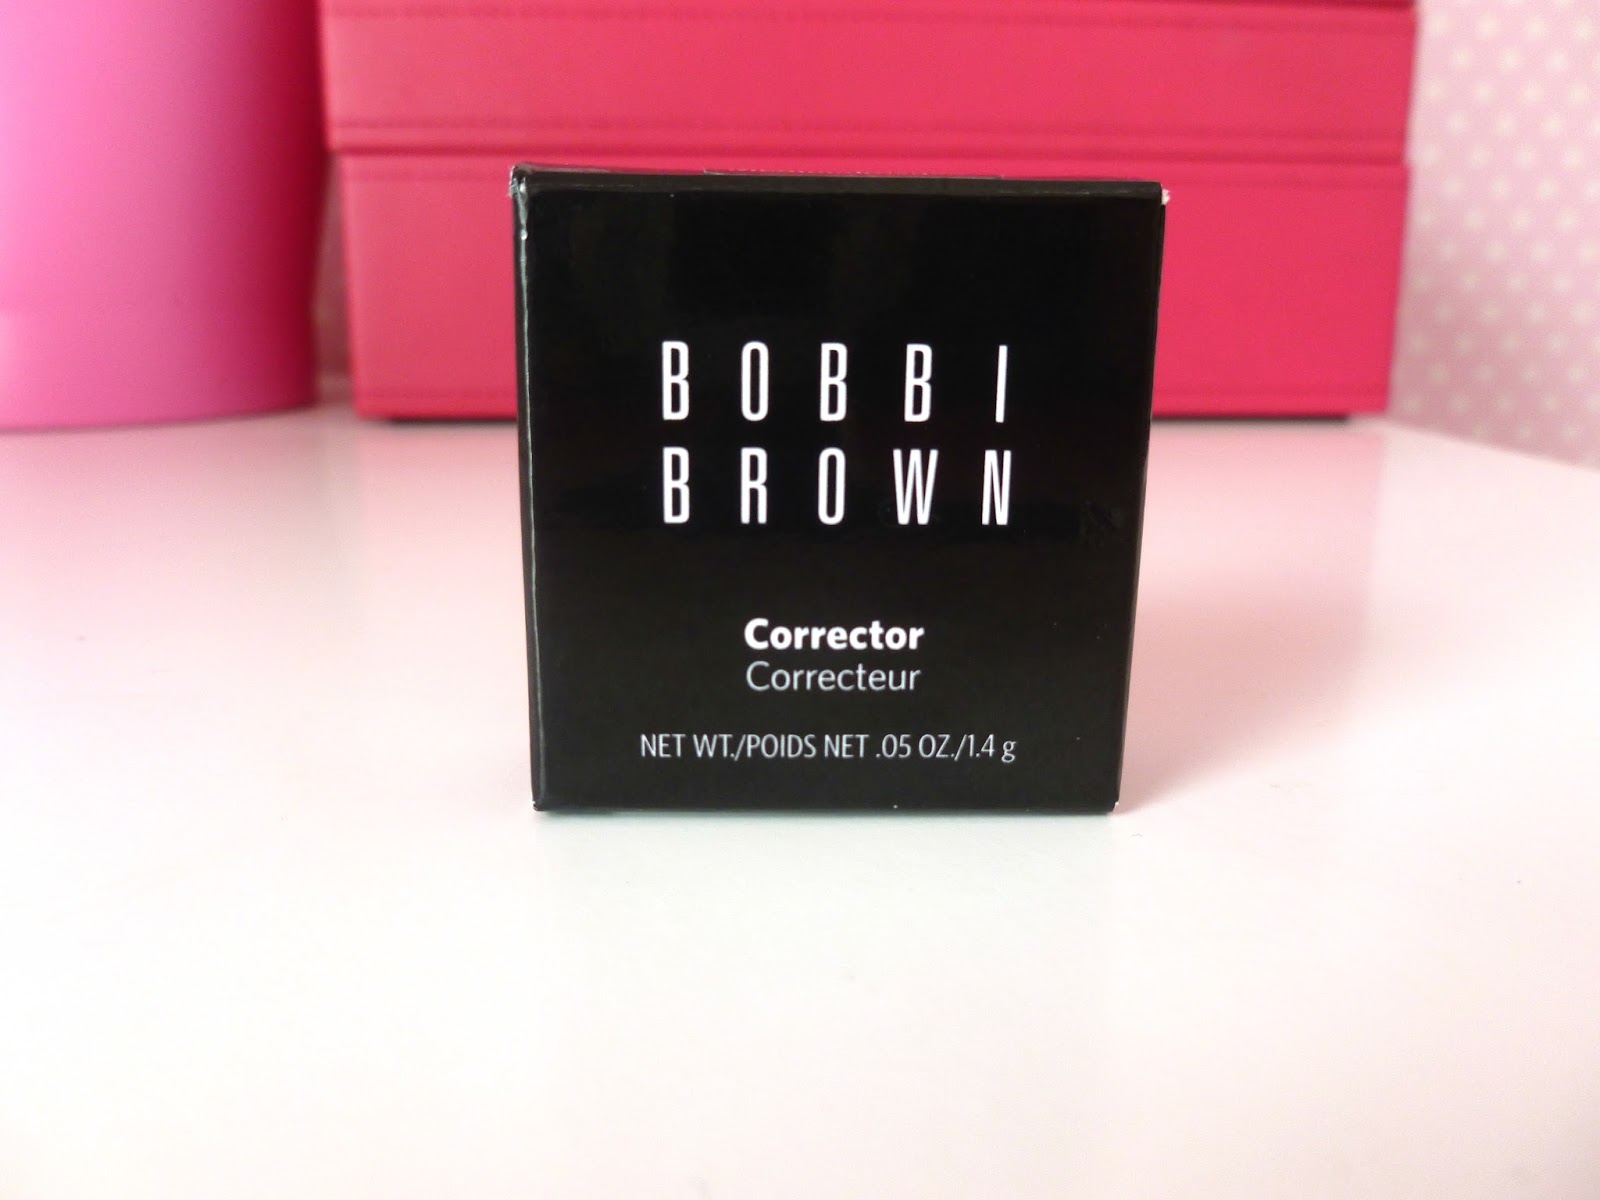 BOBBI
BROWN
Corrector
Correcteur
NET WT./POIDS NET .05 OZ./1.4 g